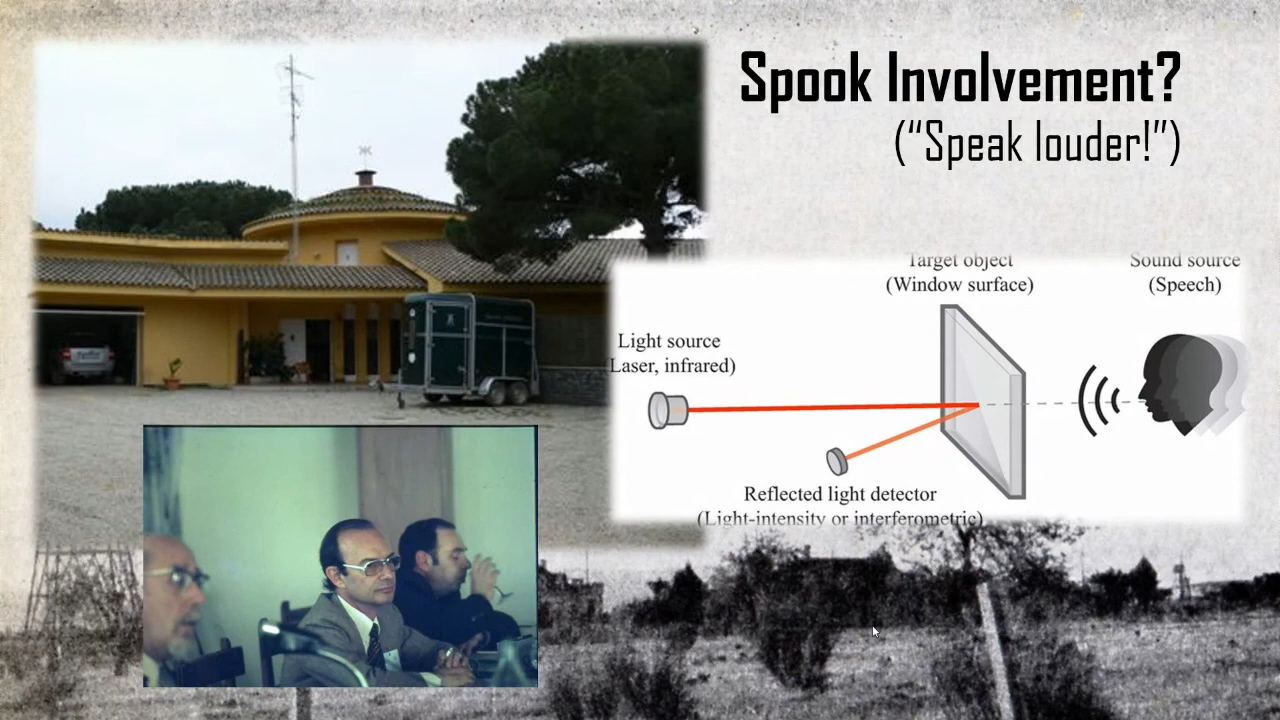 Spook Involvement?
(“Speak louder!”)
Target object
(Window surface)
Sound source
(Speech)
Light source
(Laser, infrared)
Reflected light detector
(Light-intensity or interferometric)